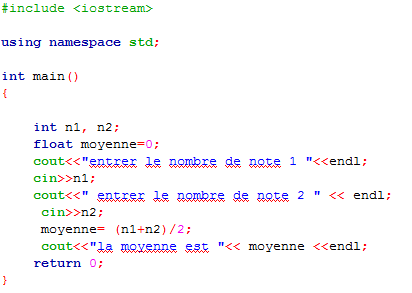 #include <iostream>
using namespace std;
int main()
{
int n1, n2;
float moyenne=0;
cout<<"entrer le nombre de note 1 "<<endl;
cin>>n1;
cout<<" entrer le nombre de note 2 " << endl;
cin>>n2;
moyenne= (n1+n2)/2;
cout<<"la moyenne est "<< moyenne <<endl;
return 0;
}